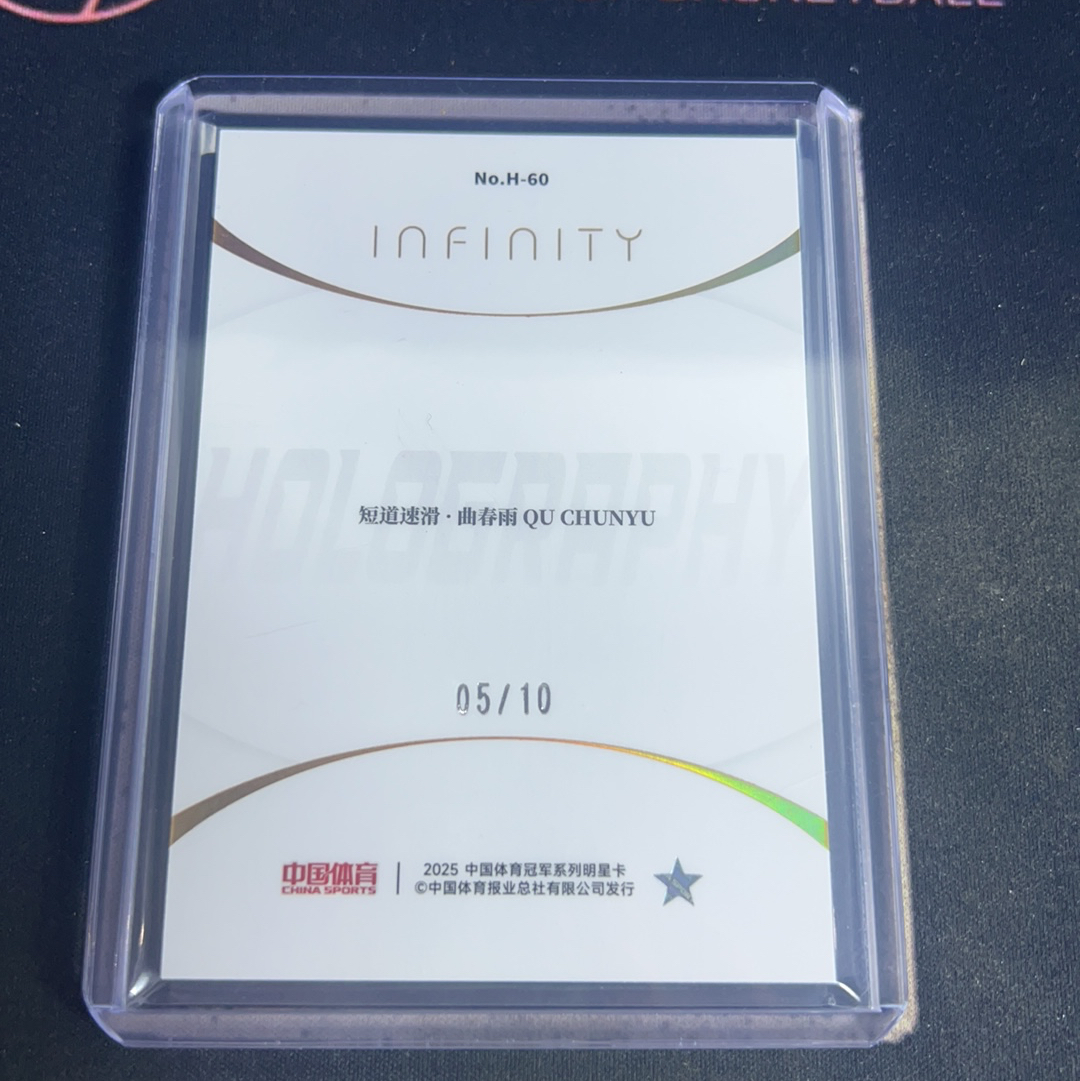 No.H-60
INFINITY
HOLOGRAPHY
短道速滑 · 曲春雨 QU CHUNYU
05/10
中国体育
CHINA SPORTS
2025 中国体育冠军系列明星卡
©中国体育报业总社有限公司发行